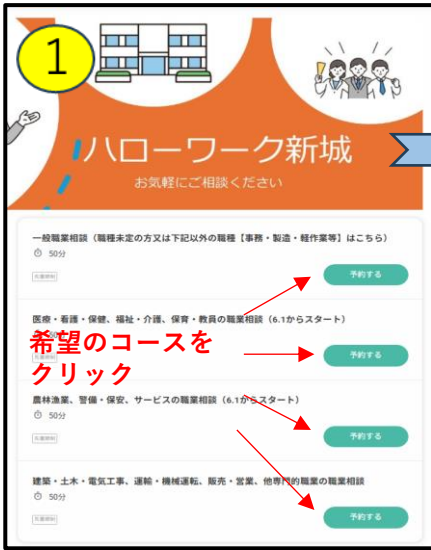 1
ハローワーク新城
お気軽にご相談ください
一般職業相談（職種未定の方又は下記以外の職種【事務・製造・軽作業等】はこちら）
50分
予約する
医療・看護・保健、福祉・介護、保育・教員の職業相談（6.1からスタート）
50分
希望のコースを
クリック
予約する
農林漁業、警備・保安、サービスの職業相談（6.1からスタート）
50分
予約する
建築・土木・電気工事、運輸・機械運転、販売・営業、他専門的職業の職業相談
50分
予約する